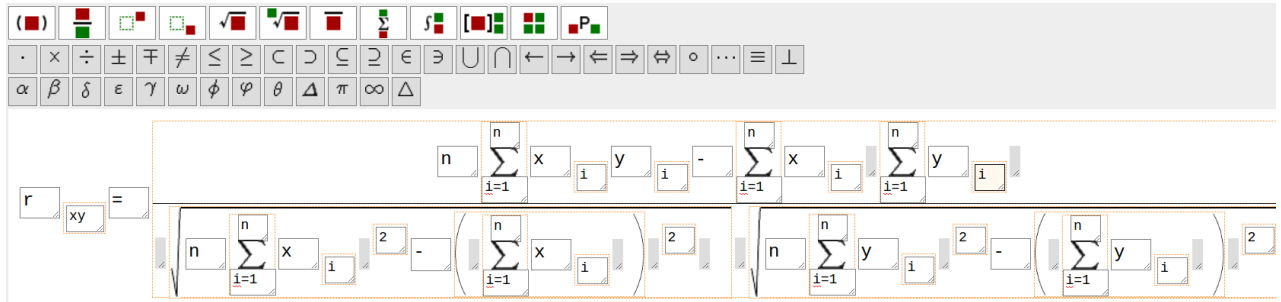 (■) ■/■ □^■ □_■ √■ ^■√■ ‾■ Σ ∫ [■] ■P■
· × ÷ ± ∓ ≠ ≤ ≥ ⊂ ⊃ ⊆ ⊇ ∈ ∋ ∪ ∩ ← → ⇐ ⇒ ⇔ ∘ ⋯ ≡ ⊥
α β δ ε γ ω ϕ φ θ Δ π ∞ △
n n n
n ∑ x i y i - ∑ x i ∑ y i
i=1 i=1 i=1
r xy =
n n n n
√ n ∑ x i 2 - ( ∑ x i ) 2 √ n ∑ y i 2 - ( ∑ y i ) 2
i=1 i=1 i=1 i=1